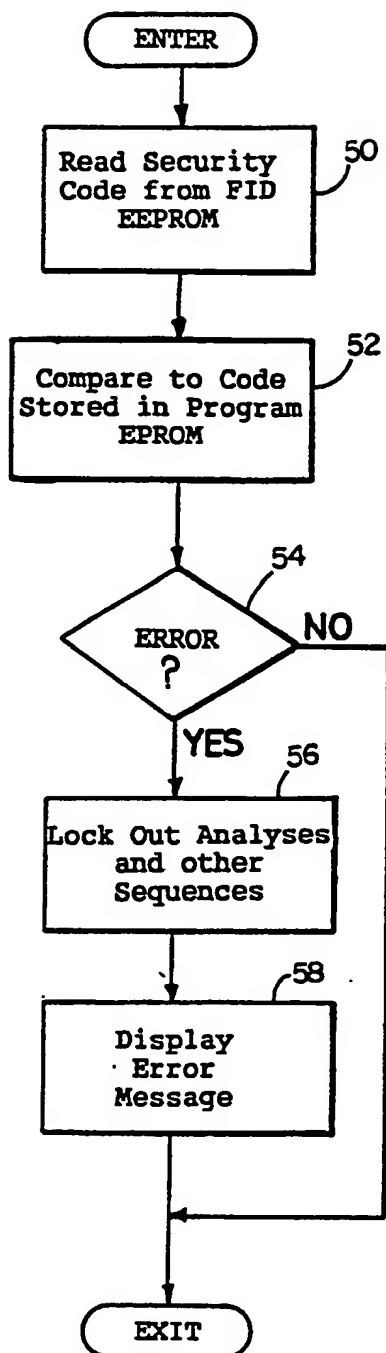 ENTER
Read Security
Code from FID
EEPROM
50
Compare to Code
Stored in Program
EPROM
52
54
ERROR
?
NO
YES
56
Lock Out Analyses
and other
Sequences
58
Display
Error
Message
EXIT